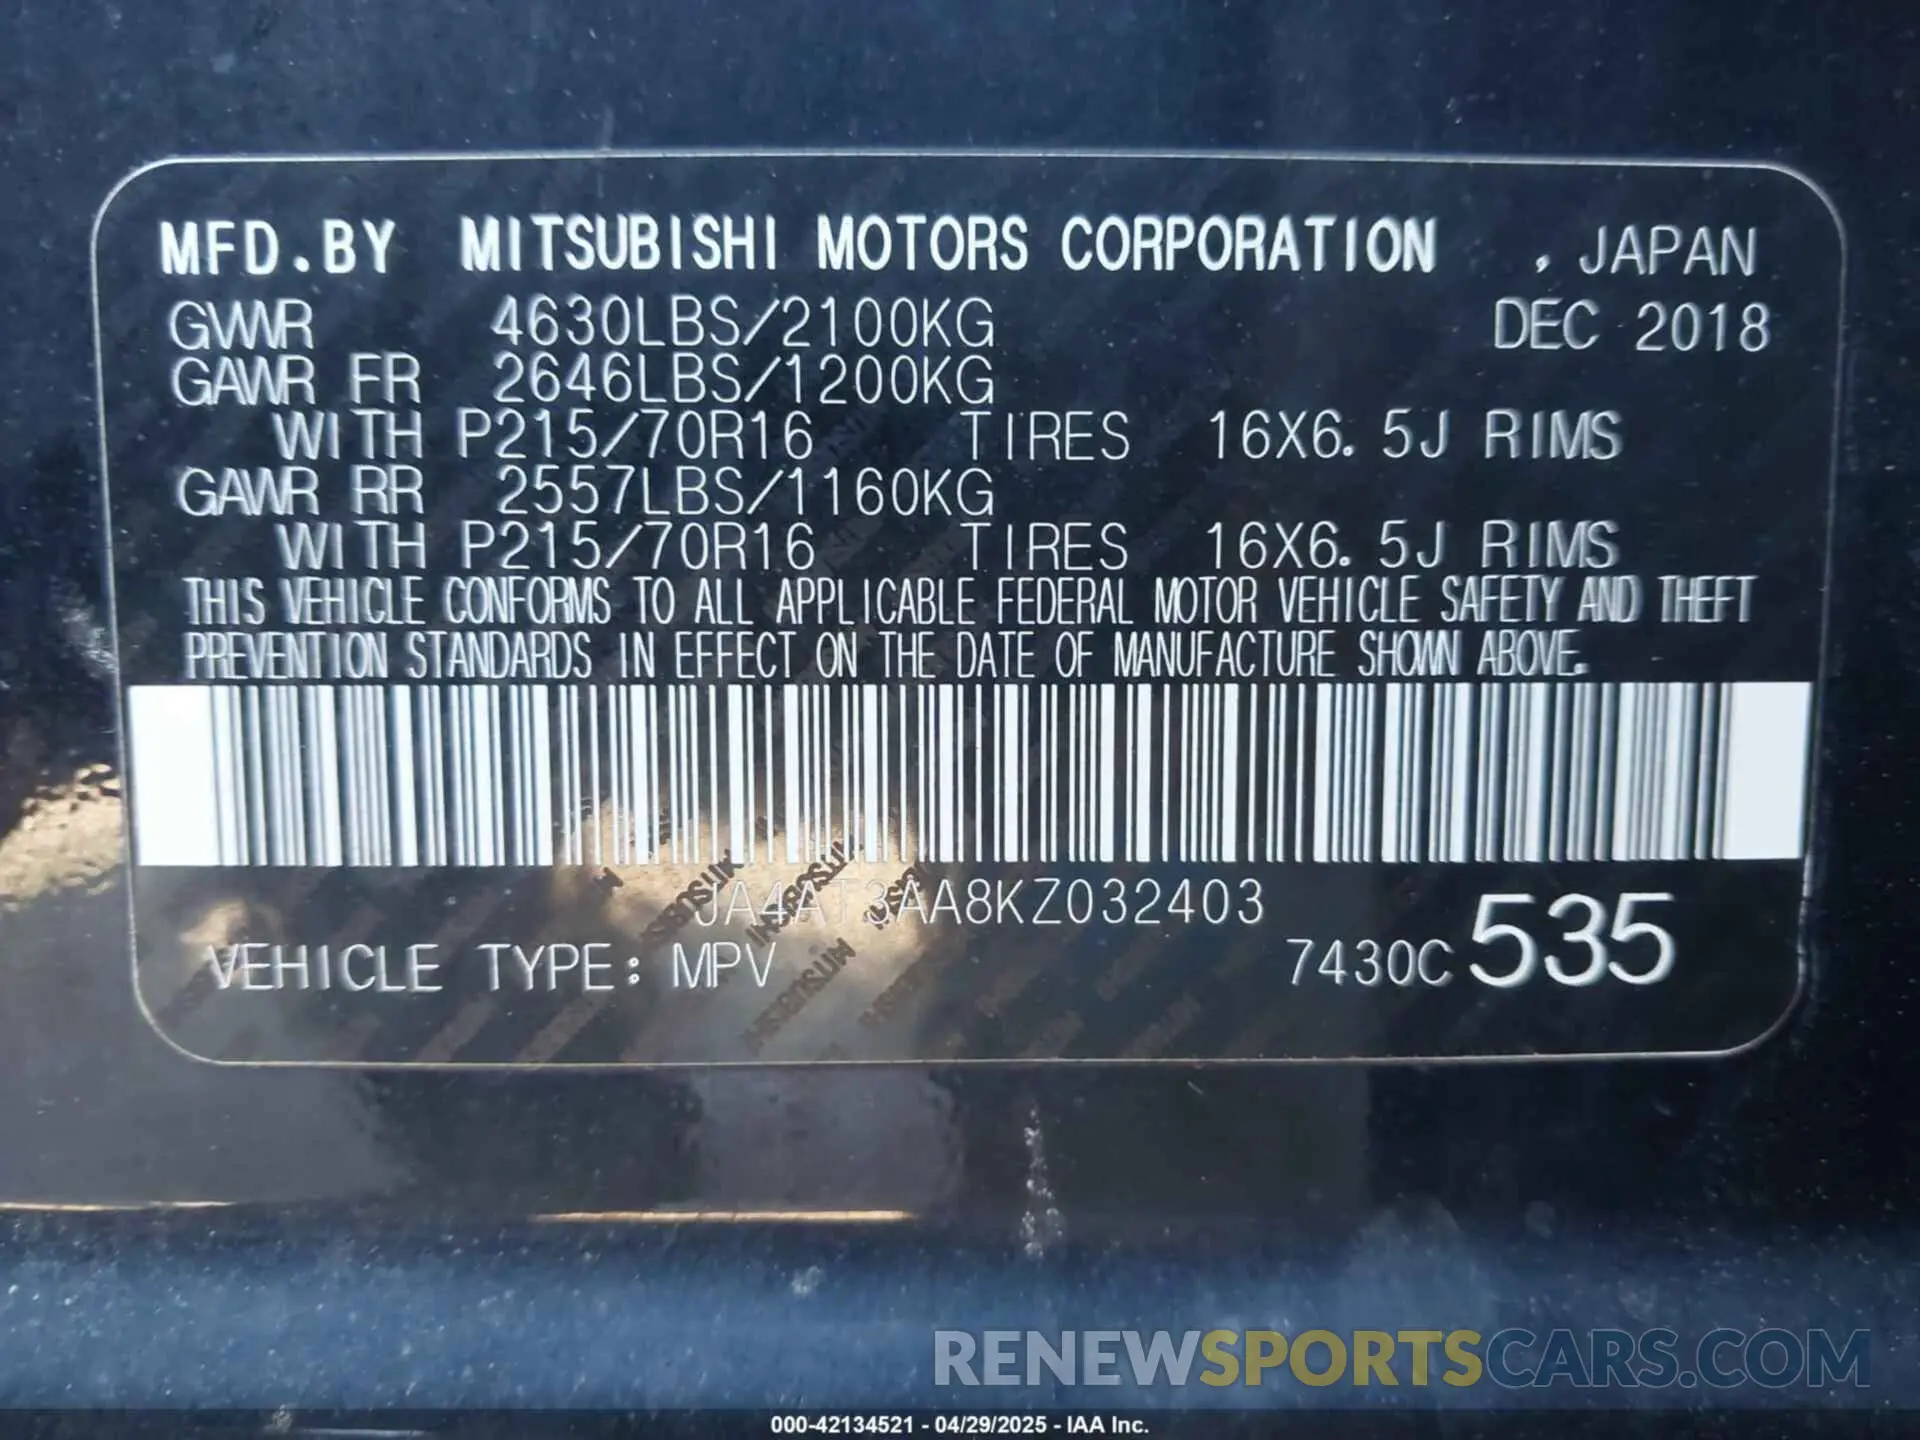 MFD.BY MITSUBISHI MOTORS CORPORATION , JAPAN
GVWR 4630LBS/2100KG DEC 2018
GAWR FR 2646LBS/1200KG
WITH P215/70R16 TIRES 16X6.5J RIMS
GAWR RR 2557LBS/1160KG
WITH P215/70R16 TIRES 16X6.5J RIMS
THIS VEHICLE CONFORMS TO ALL APPLICABLE FEDERAL MOTOR VEHICLE SAFETY AND THEFT
PREVENTION STANDARDS IN EFFECT ON THE DATE OF MANUFACTURE SHOWN ABOVE.
JA4AT3AA8KZ032403
VEHICLE TYPE: MPV 7430C 535
RENEWSPORTSCARS.COM
000-42134521 - 04/29/2025 - IAA Inc.